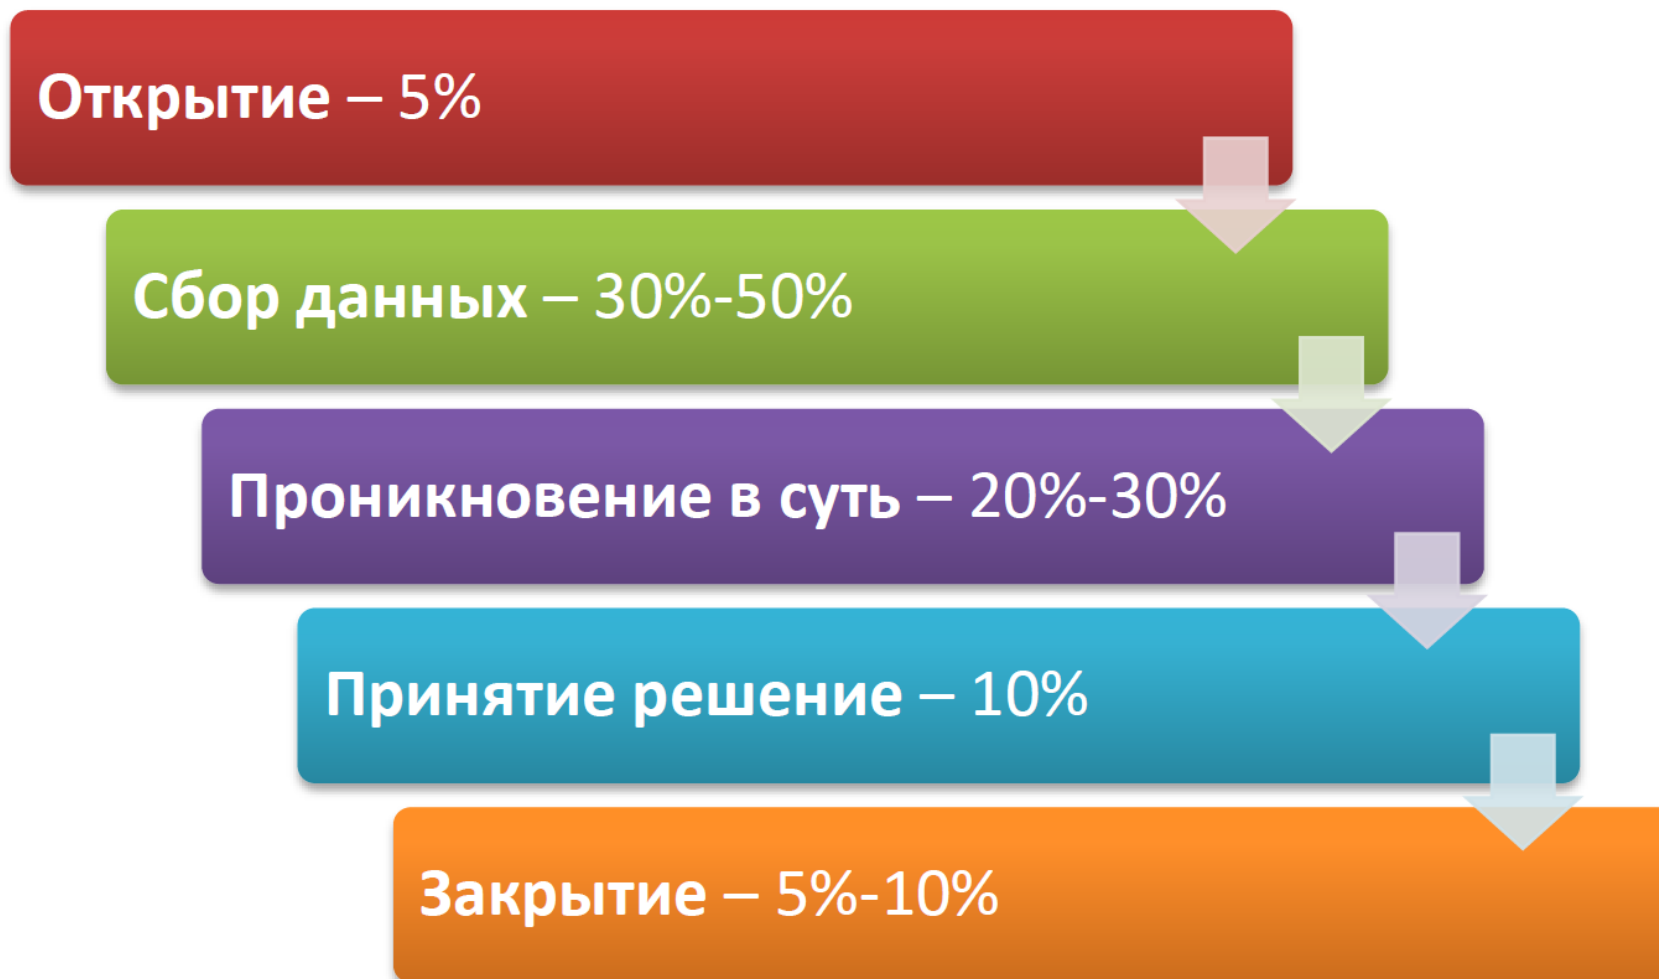 Открытие – 5%
Сбор данных – 30%-50%
Проникновение в суть – 20%-30%
Принятие решение – 10%
Закрытие – 5%-10%